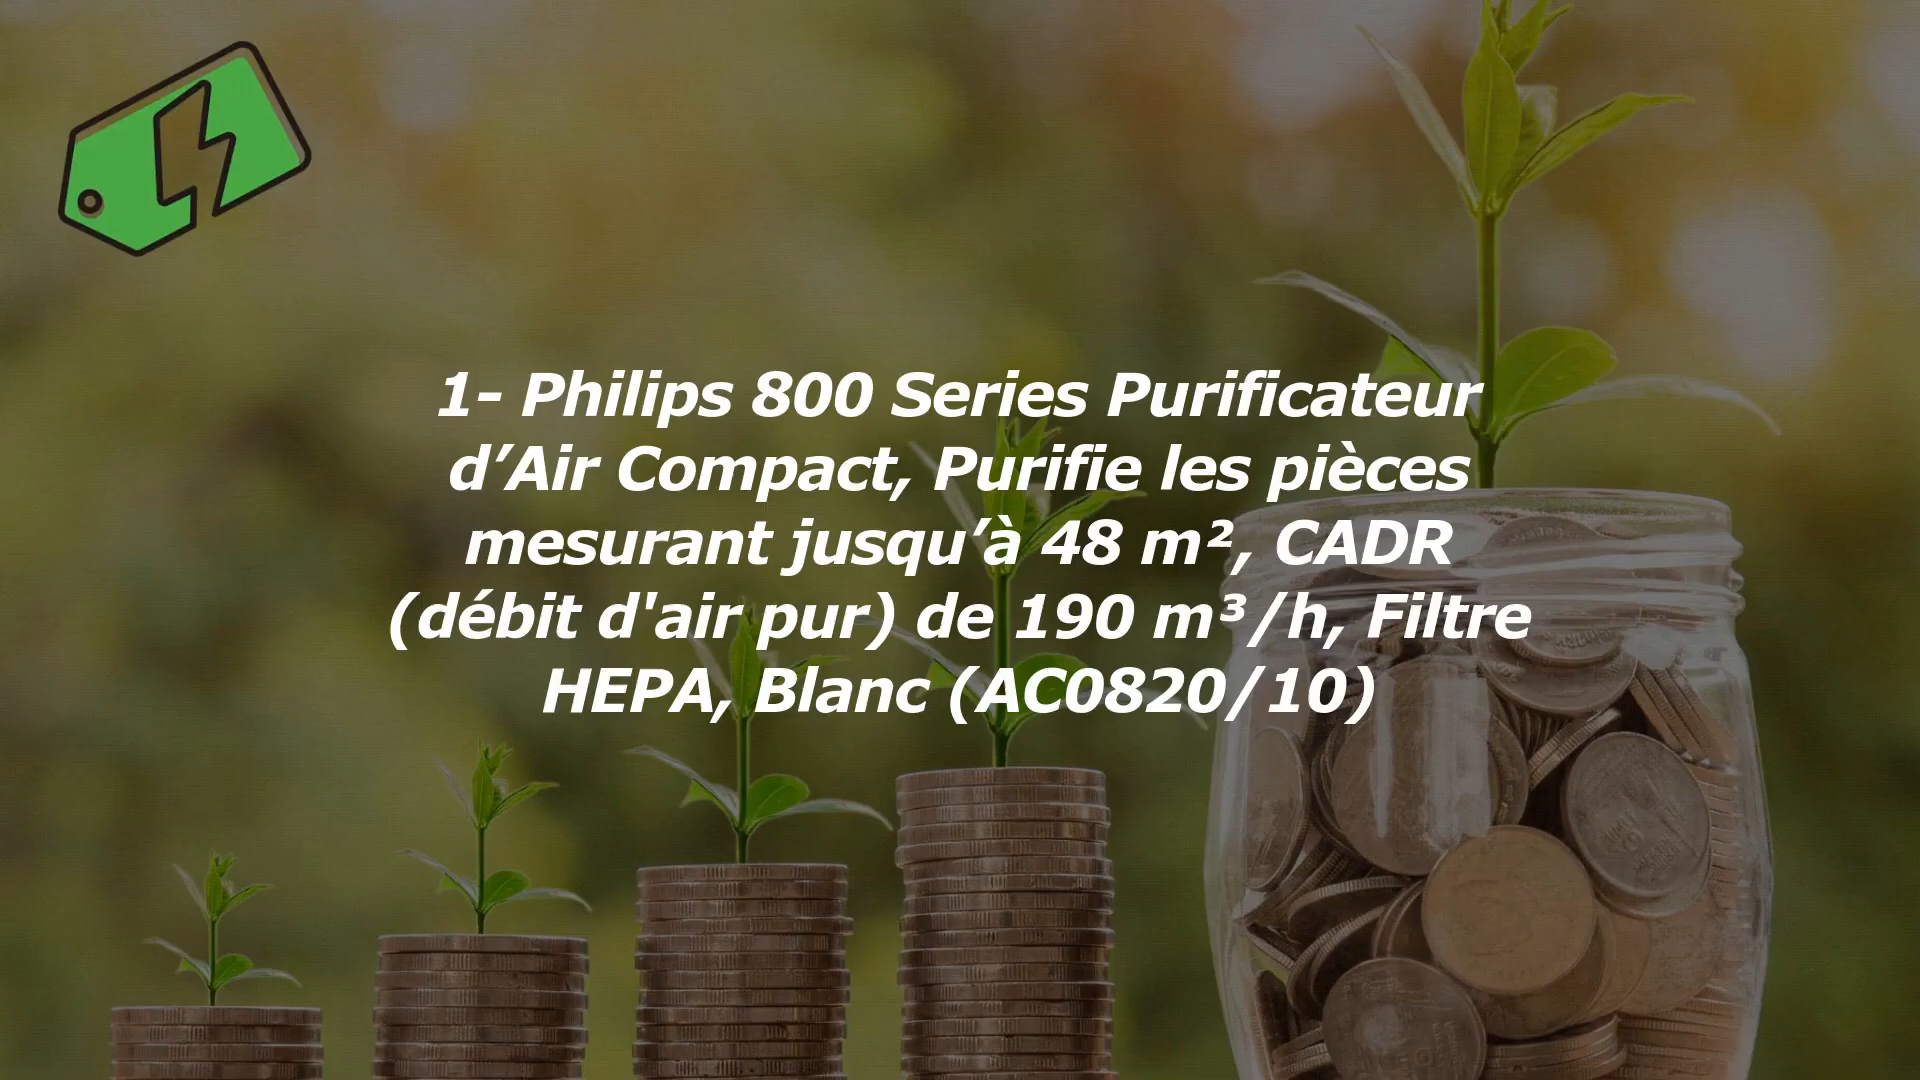 1- Philips 800 Series Purificateur
d’Air Compact, Purifie les pièces
mesurant jusqu’à 48 m², CADR
(débit d'air pur) de 190 m³/h, Filtre
HEPA, Blanc (AC0820/10)